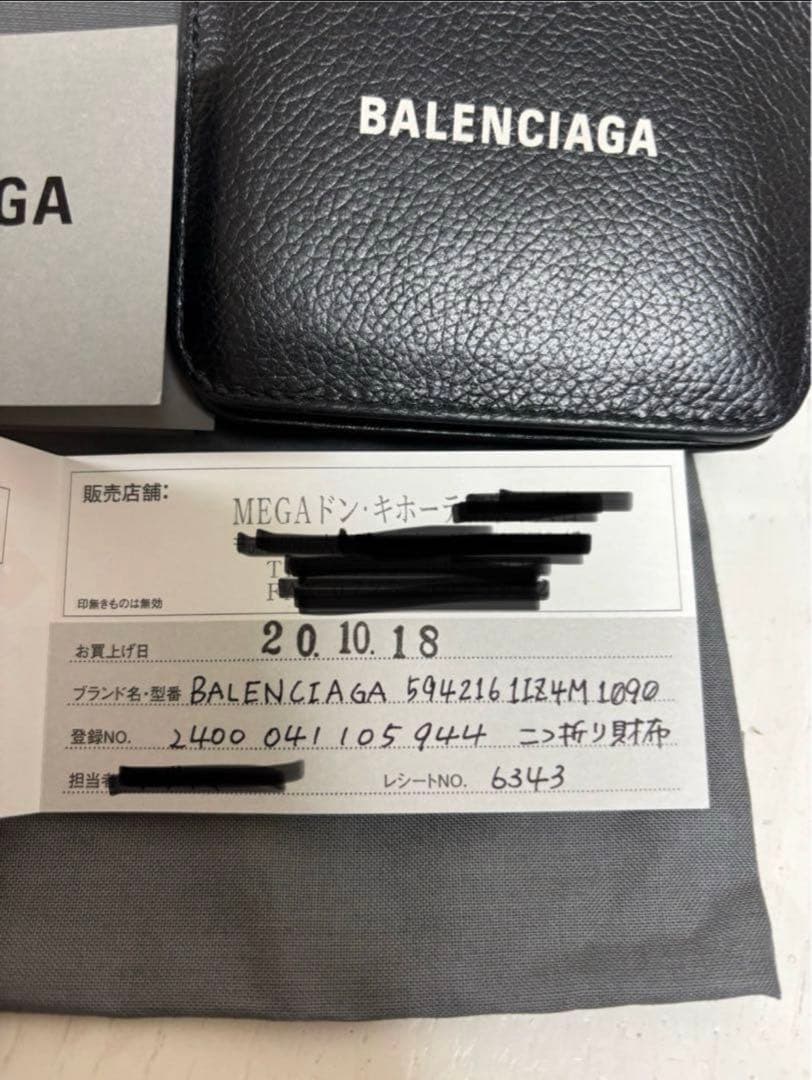 BALENCIAGA
GA
販売店舗:
MEGAドン・キホーテ
印無きものは無効
お買上げ日 20.10.18
ブランド名・型番 BALENCIAGA 5942161IZ4M1090
登録NO. 2400 041 105 944 二つ折り財布
担当者 レシートNO. 6343